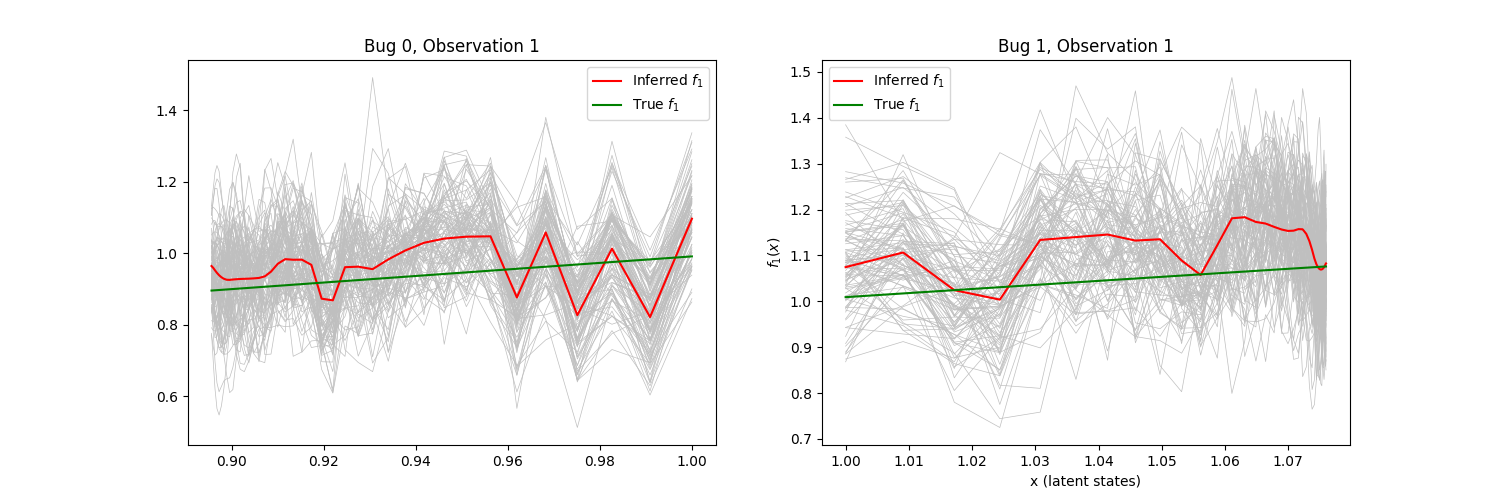 Bug 0, Observation 1
Inferred f₁
True f₁
1.4
1.2
1.0
0.8
0.6
0.90 0.92 0.94 0.96 0.98 1.00
Bug 1, Observation 1
Inferred f₁
True f₁
f₁(x)
1.5
1.4
1.3
1.2
1.1
1.0
0.9
0.8
0.7
1.00 1.01 1.02 1.03 1.04 1.05 1.06 1.07
x (latent states)